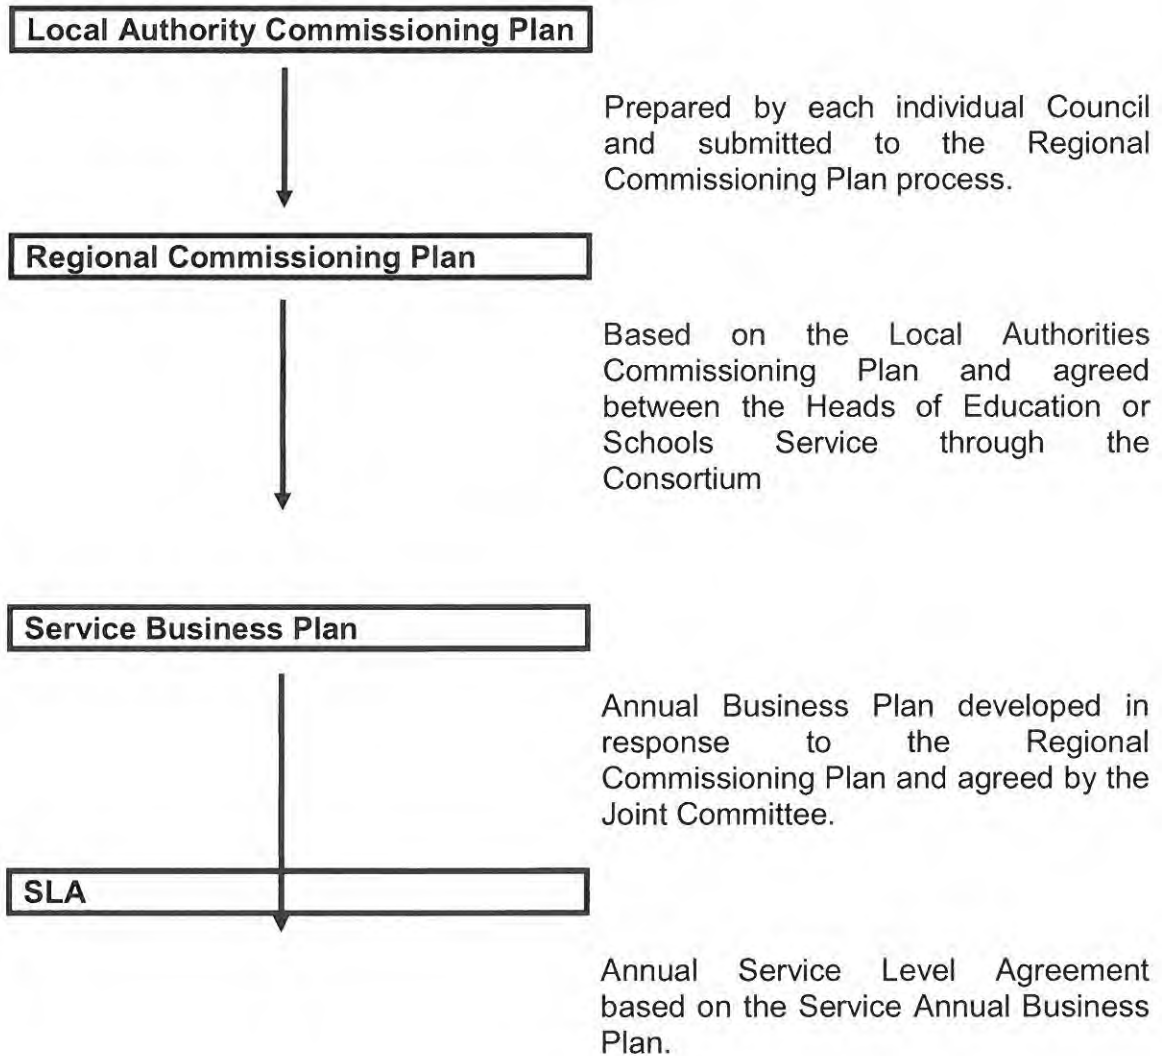 Local Authority Commissioning Plan
Prepared by each individual Council
and submitted to the Regional
Commissioning Plan process.
Regional Commissioning Plan
Based on the Local Authorities
Commissioning Plan and agreed
between the Heads of Education or
Schools Service through the
Consortium
Service Business Plan
Annual Business Plan developed in
response to the Regional
Commissioning Plan and agreed by the
Joint Committee.
SLA
Annual Service Level Agreement
based on the Service Annual Business
Plan.